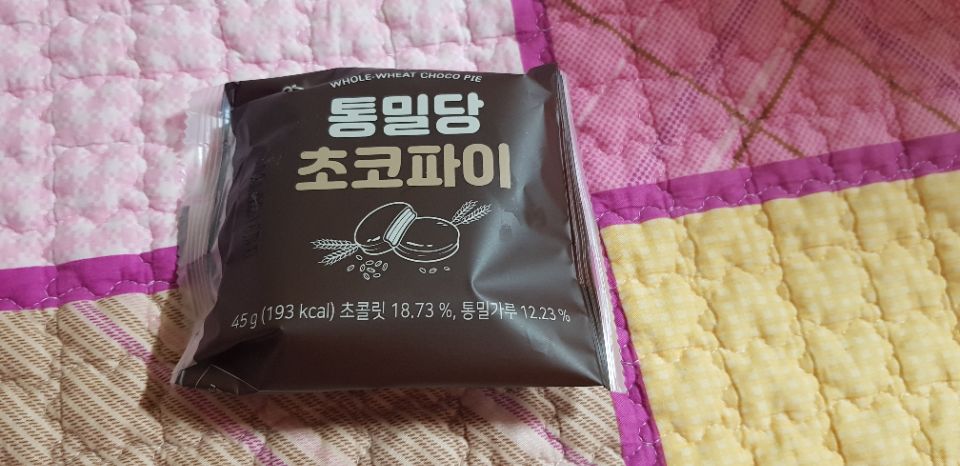 WHOLE-WHEAT CHOCO PIE
통밀당
초코파이
45 g (193 kcal) 초콜릿 18.73 %, 통밀가루 12.23 %